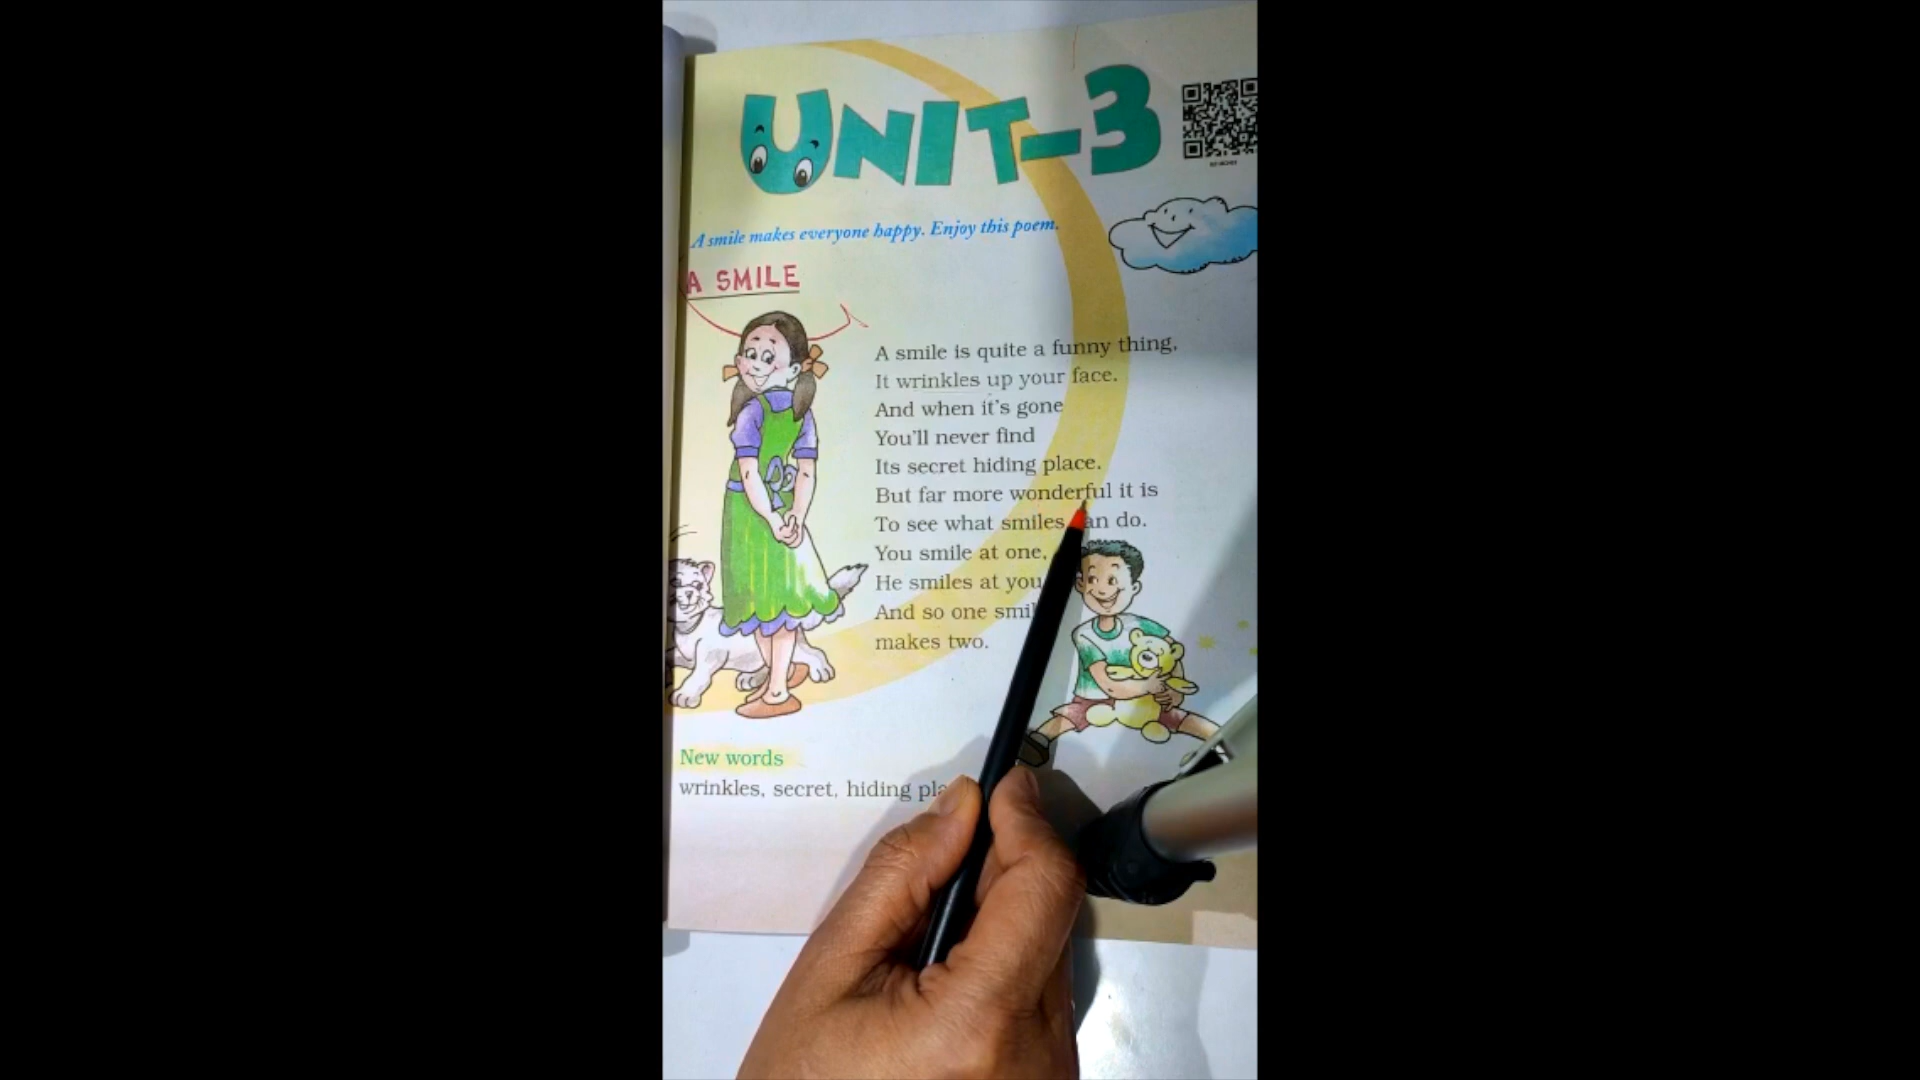 UNIT-3
A smile makes everyone happy. Enjoy this poem.
A SMILE
A smile is quite a funny thing,
It wrinkles up your face.
And when it's gone
You'll never find
Its secret hiding place.
But far more wonderful it is
To see what smiles do.
You smile at one,
He smiles at you
And so one
makes two.
New words
wrinkles, secret, hiding